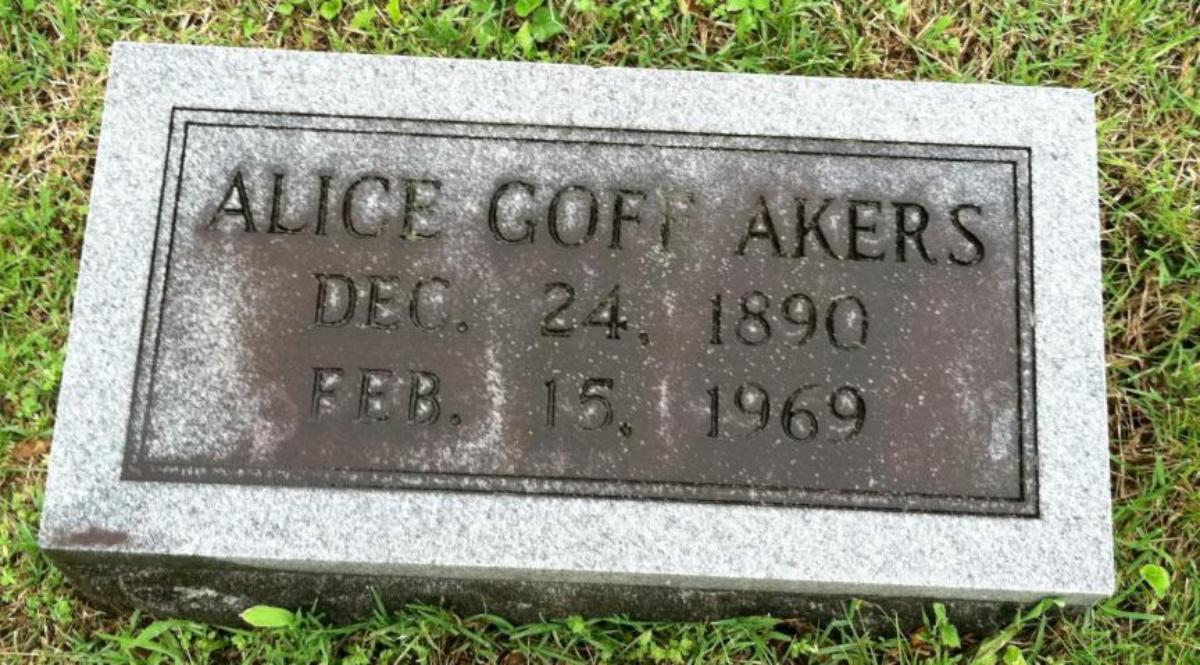 ALICE GOFF AKERS
DEC. 24, 1890
FEB. 15, 1969